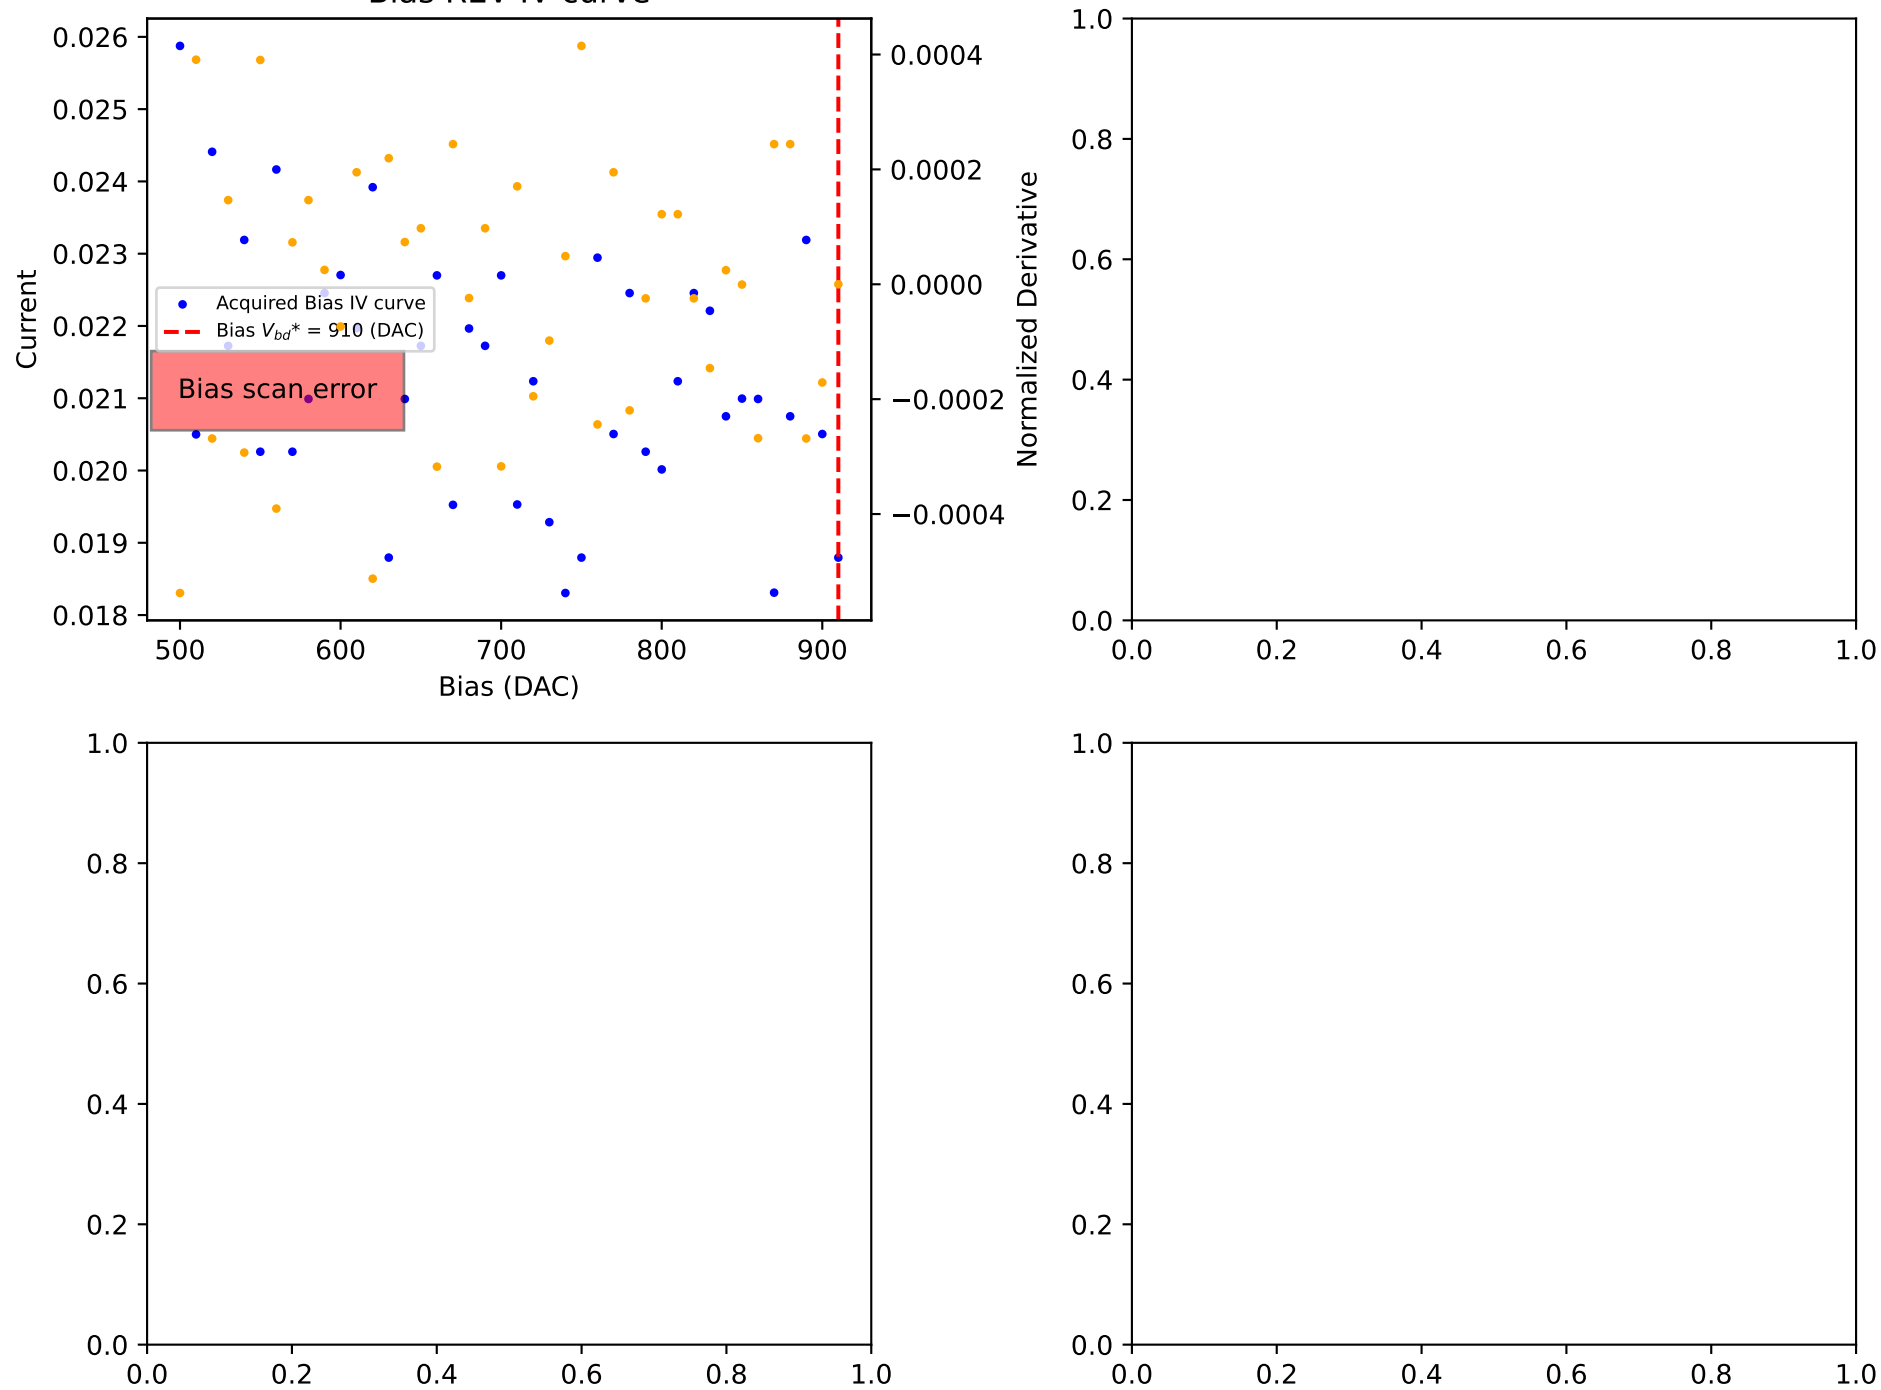 Bias REV IV curve
0.026
0.025
0.024
0.023
0.022
0.021
0.020
0.019
0.018
Current
Acquired Bias IV curve
Bias V_bd* = 910 (DAC)
Bias scan error
0.0004
0.0002
0.0000
−0.0002
−0.0004
Normalized Derivative
500 600 700 800 900
Bias (DAC)
1.0
0.8
0.6
0.4
0.2
0.0
0.0 0.2 0.4 0.6 0.8 1.0
1.0
0.8
0.6
0.4
0.2
0.0
0.0 0.2 0.4 0.6 0.8 1.0
1.0
0.8
0.6
0.4
0.2
0.0
0.0 0.2 0.4 0.6 0.8 1.0